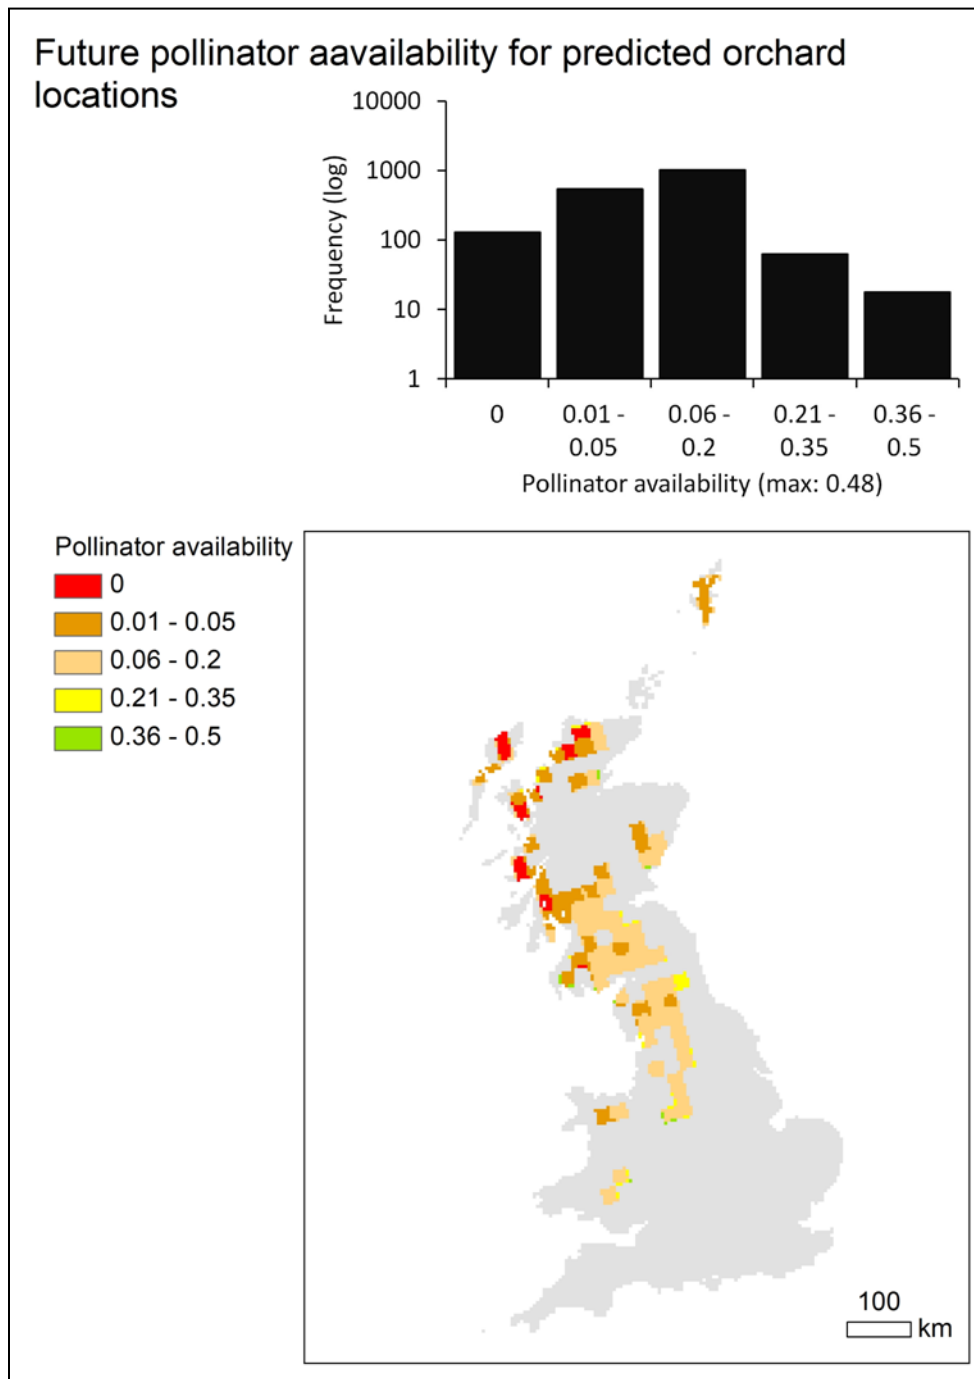 Future pollinator aavailability for predicted orchard
locations
10000
1000
100
10
1
Frequency (log)
0
0.01 -
0.05
0.06 -
0.2
0.21 -
0.35
0.36 -
0.5
Pollinator availability (max: 0.48)
Pollinator availability
0
0.01 - 0.05
0.06 - 0.2
0.21 - 0.35
0.36 - 0.5
100
km